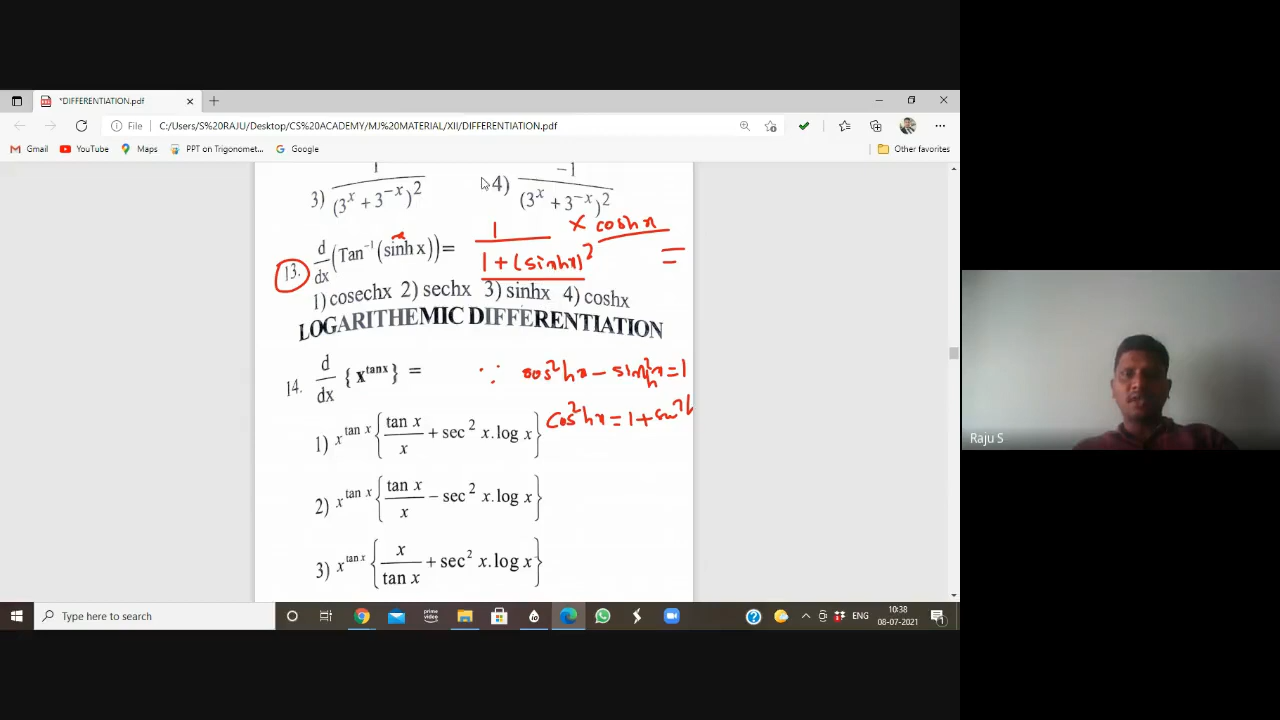 *DIFFERENTIATION.pdf
File C:/Users/S%20RAJU/Desktop/CS%20ACADEMY/MJ%20MATERIAL/XII/DIFFERENTIATION.pdf
Gmail YouTube Maps PPT on Trigonomet... Google Other favorites
3) 1/(3^x + 3^-x)^2 4) -1/(3^x + 3^-x)^2
13. d/dx (Tan^-1 (sinh x)) = 1/(1+(sinhx)^2) × coshx =
1) cosechx 2) sechx 3) sinhx 4) coshx
LOGARITHEMIC DIFFERENTIATION
14. d/dx { x^tanx } = ∵ cos^2hx − sin^2hx = 1
1) x^tan x { tan x/x + sec^2 x.log x } cos^2hx = 1 +
2) x^tan x { tan x/x − sec^2 x.log x }
3) x^tan x { x/tan x + sec^2 x.log x }
Raju S
Type here to search prime video ENG 10:38
08-07-2021